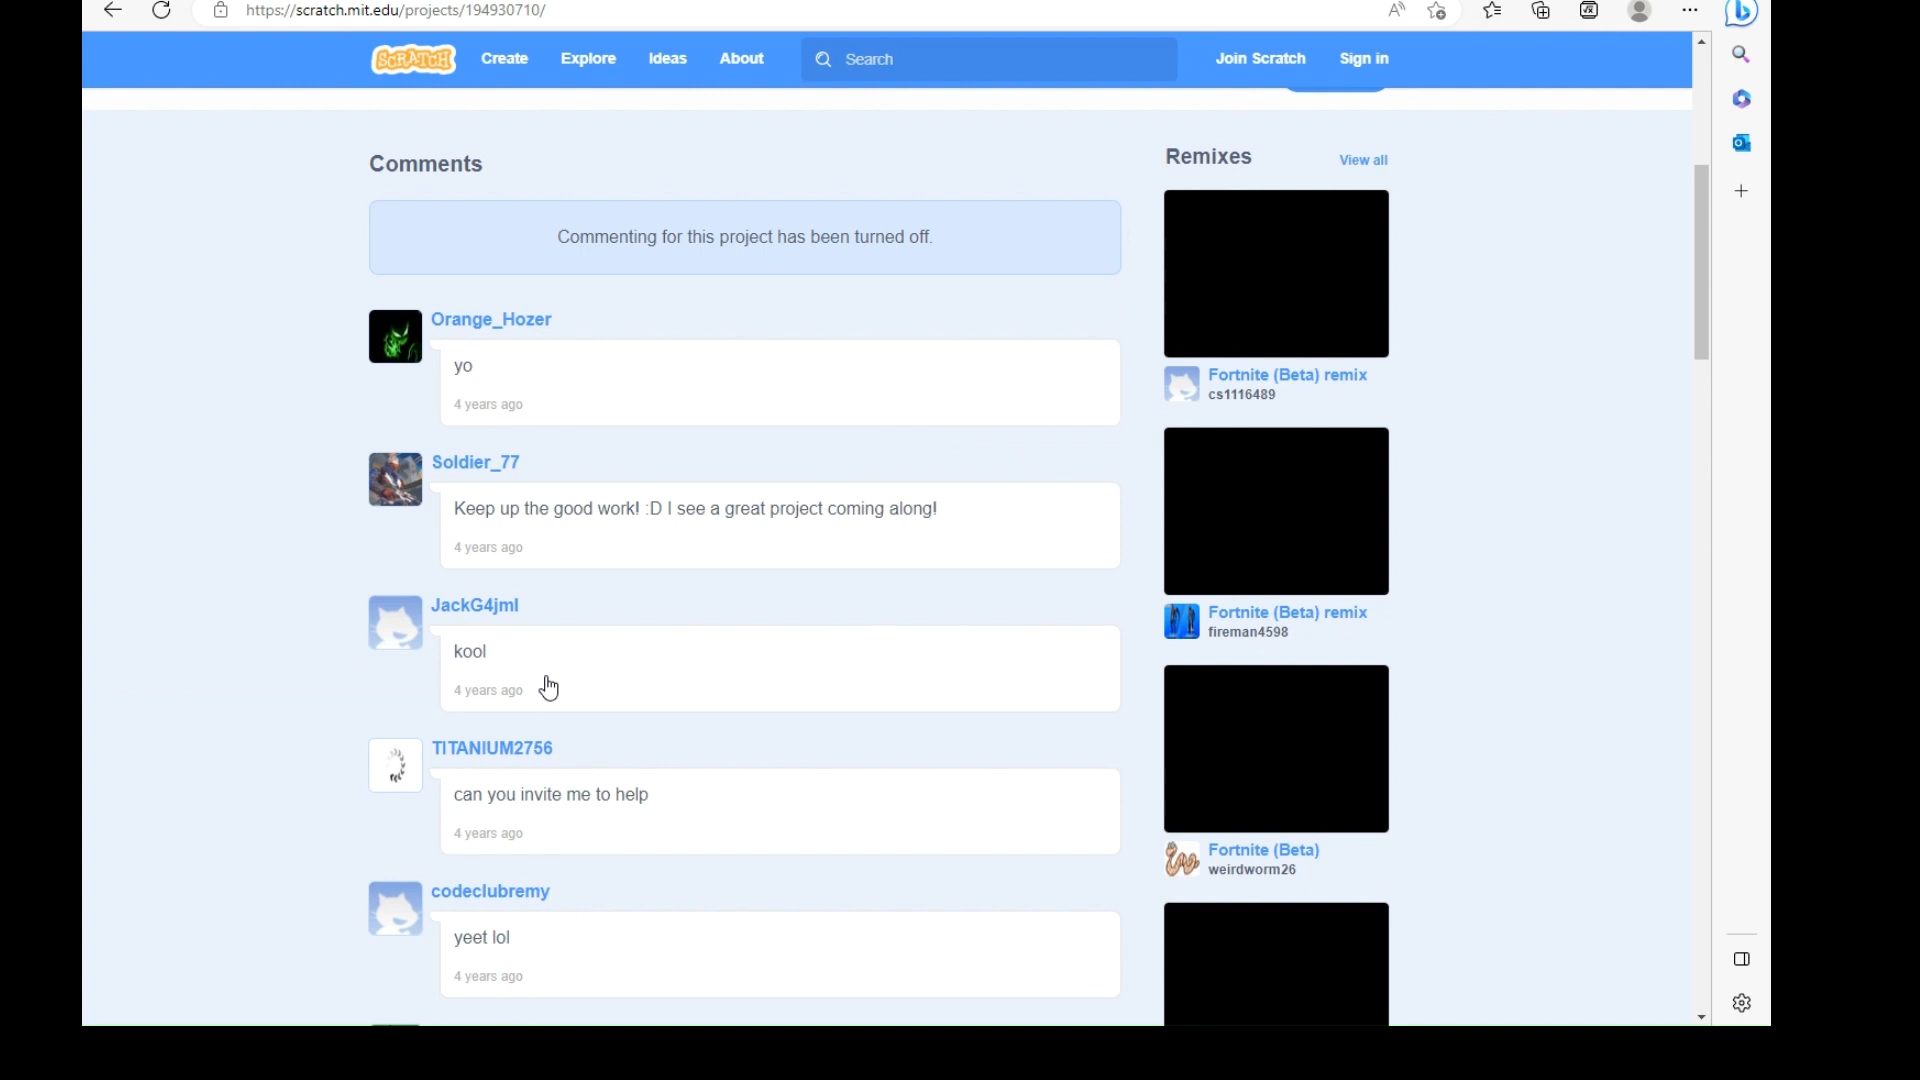 https://scratch.mit.edu/projects/194930710/
SCRATCH
Create
Explore
Ideas
About
Search
Join Scratch
Sign in
Comments
Commenting for this project has been turned off.
Orange_Hozer
yo
4 years ago
Soldier_77
Keep up the good work! :D I see a great project coming along!
4 years ago
JackG4jml
kool
4 years ago
TITANIUM2756
can you invite me to help
4 years ago
codeclubremy
yeet lol
4 years ago
Remixes
View all
Fortnite (Beta) remix
cs1116489
Fortnite (Beta) remix
fireman4598
Fortnite (Beta)
weirdworm26